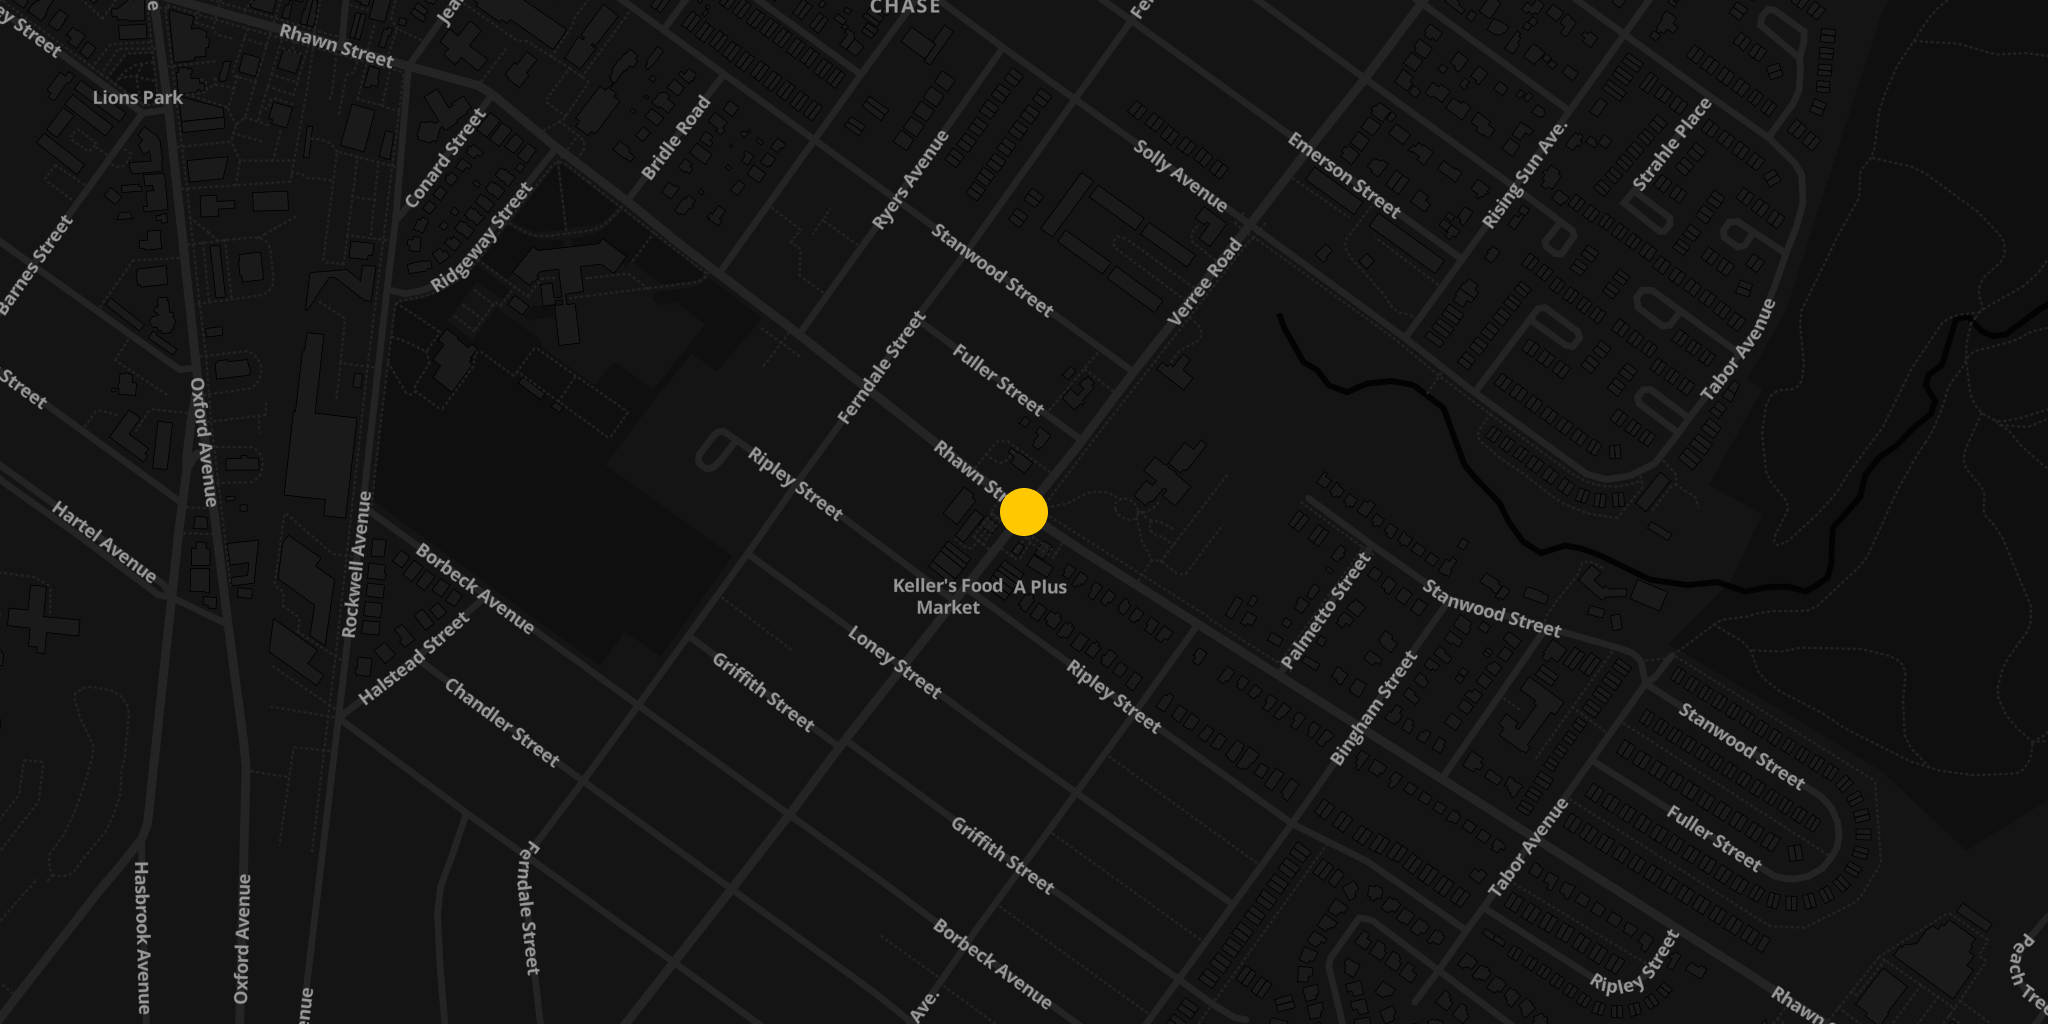 CHASE
Rhawn Street
Street
Lions Park
Conard Street
Bridle Road
Ryers Avenue
Solly Avenue
Emerson Street
Rising Sun Ave.
Strahle Place
Barnes Street
Ridgeway Street
Stanwood Street
Verree Road
Tabor Avenue
Street
Oxford Avenue
Ferndale Street
Fuller Street
Rhawn Str
Ripley Street
Hartel Avenue
Rockwell Avenue
Borbeck Avenue
Keller's Food
Market
A Plus
Palmetto Street
Stanwood Street
Halstead Street
Loney Street
Griffith Street
Ripley Street
Bingham Street
Chandler Street
Stanwood Street
Fuller Street
Tabor Avenue
Griffith Street
Ferndale Street
Hasbrook Avenue
Oxford Avenue
Borbeck Avenue
Ripley Street
Rhawn
Peach Tree
Ave.
enue